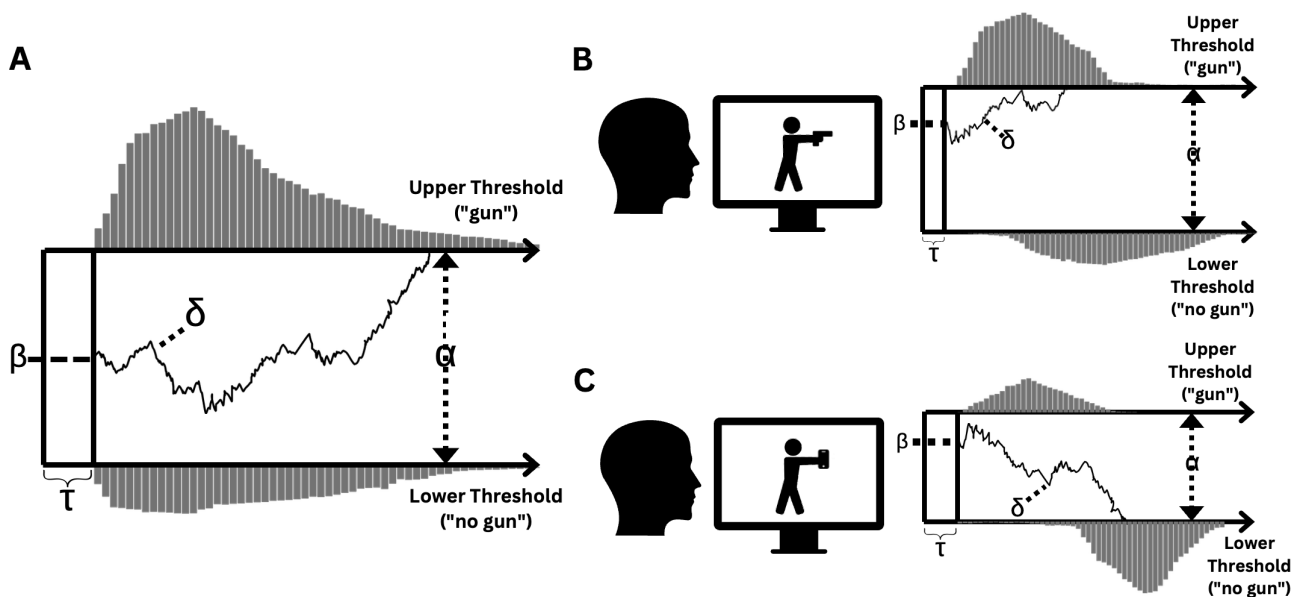 A
Upper Threshold
("gun")
δ
β
α
τ
Lower Threshold
("no gun")
B
Upper
Threshold
("gun")
β
δ
α
τ
Lower
Threshold
("no gun")
C
Upper
Threshold
("gun")
β
α
δ
τ
Lower
Threshold
("no gun")